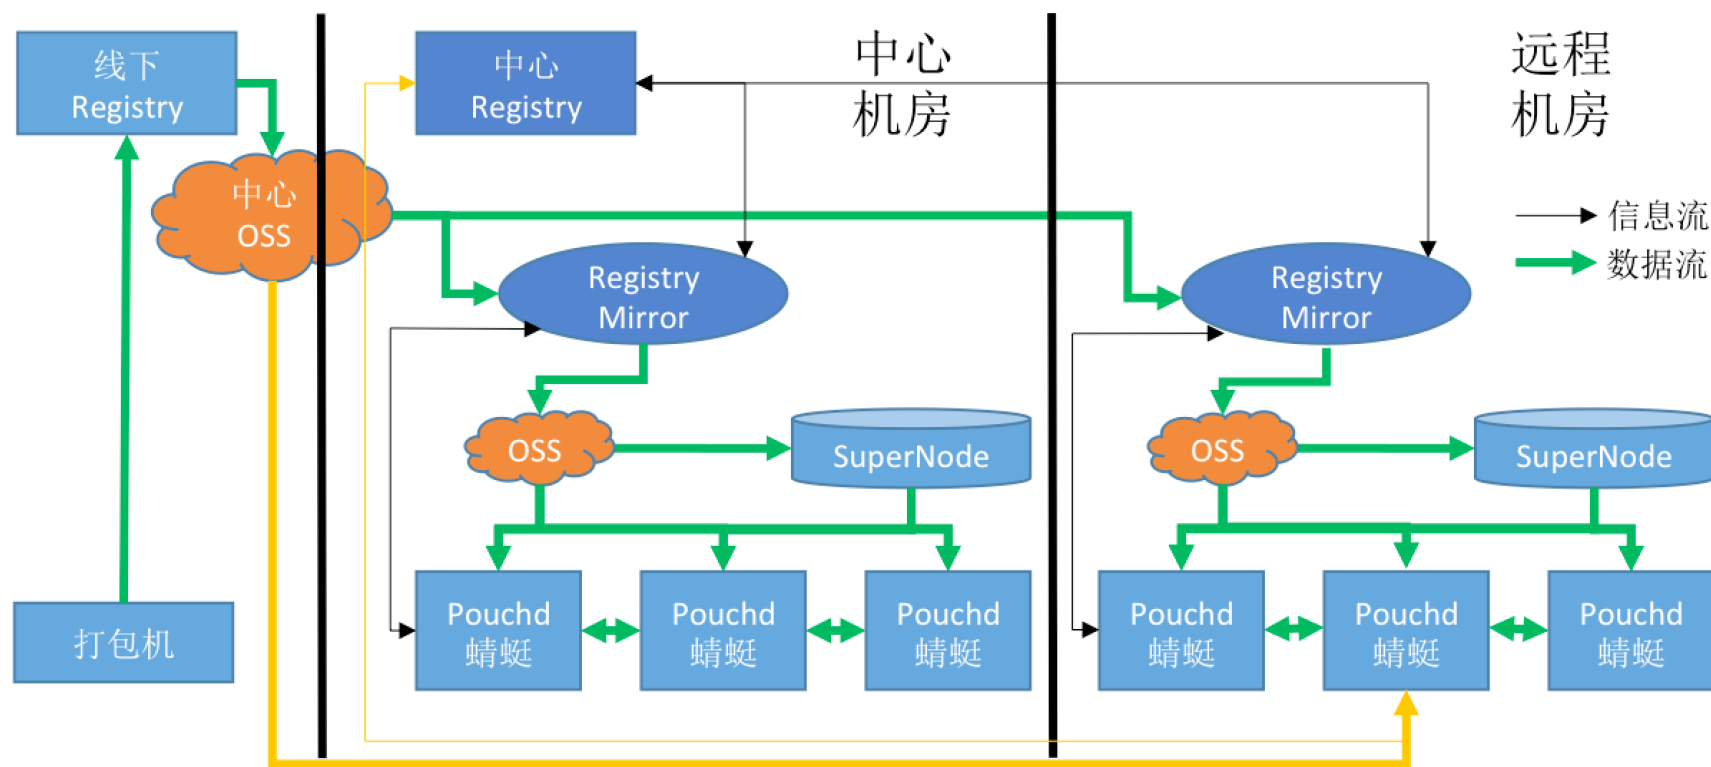 线下
Registry
中心
Registry
中心
机房
远程
机房
中心
OSS
信息流
数据流
Registry
Mirror
Registry
Mirror
OSS
SuperNode
OSS
SuperNode
打包机
Pouchd
蜻蜓
Pouchd
蜻蜓
Pouchd
蜻蜓
Pouchd
蜻蜓
Pouchd
蜻蜓
Pouchd
蜻蜓